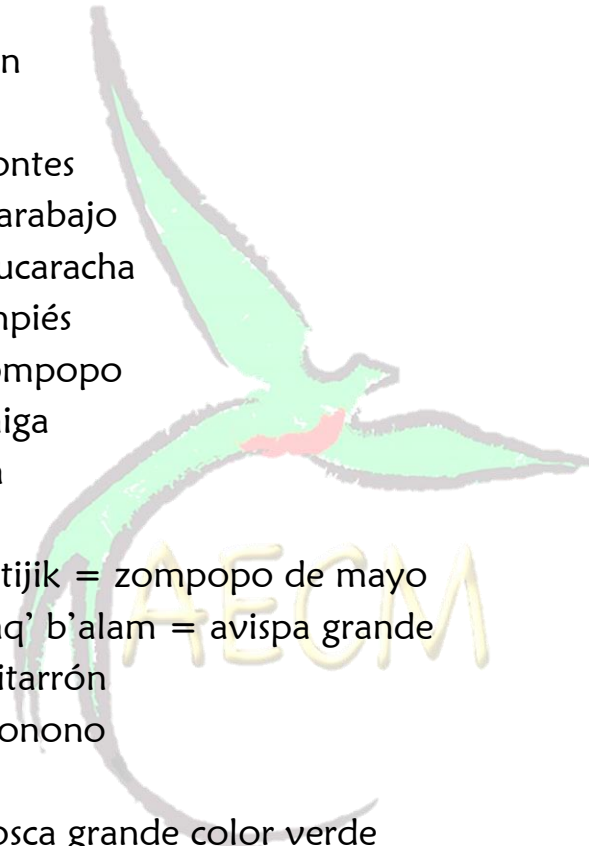 n
ontes
arabajo
ucaracha
npiés
ompopo
iga
a
tijik = zompopo de mayo
aq’ b’alam = avispa grande
itarrón
onono
osca grande color verde
AECM